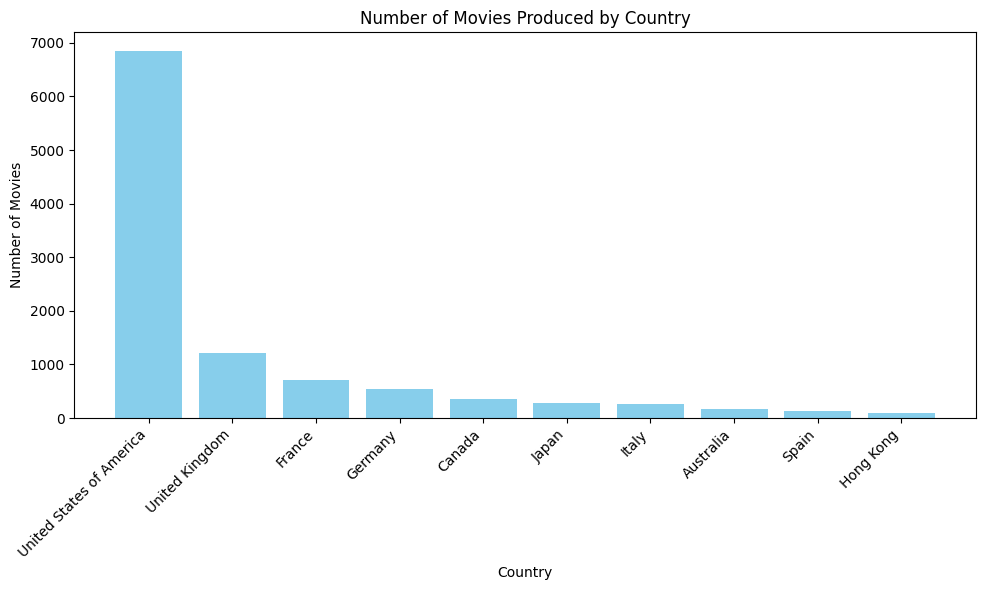 Number of Movies Produced by Country
Number of Movies
7000
6000
5000
4000
3000
2000
1000
0
United States of America
United Kingdom
France
Germany
Canada
Japan
Italy
Australia
Spain
Hong Kong
Country